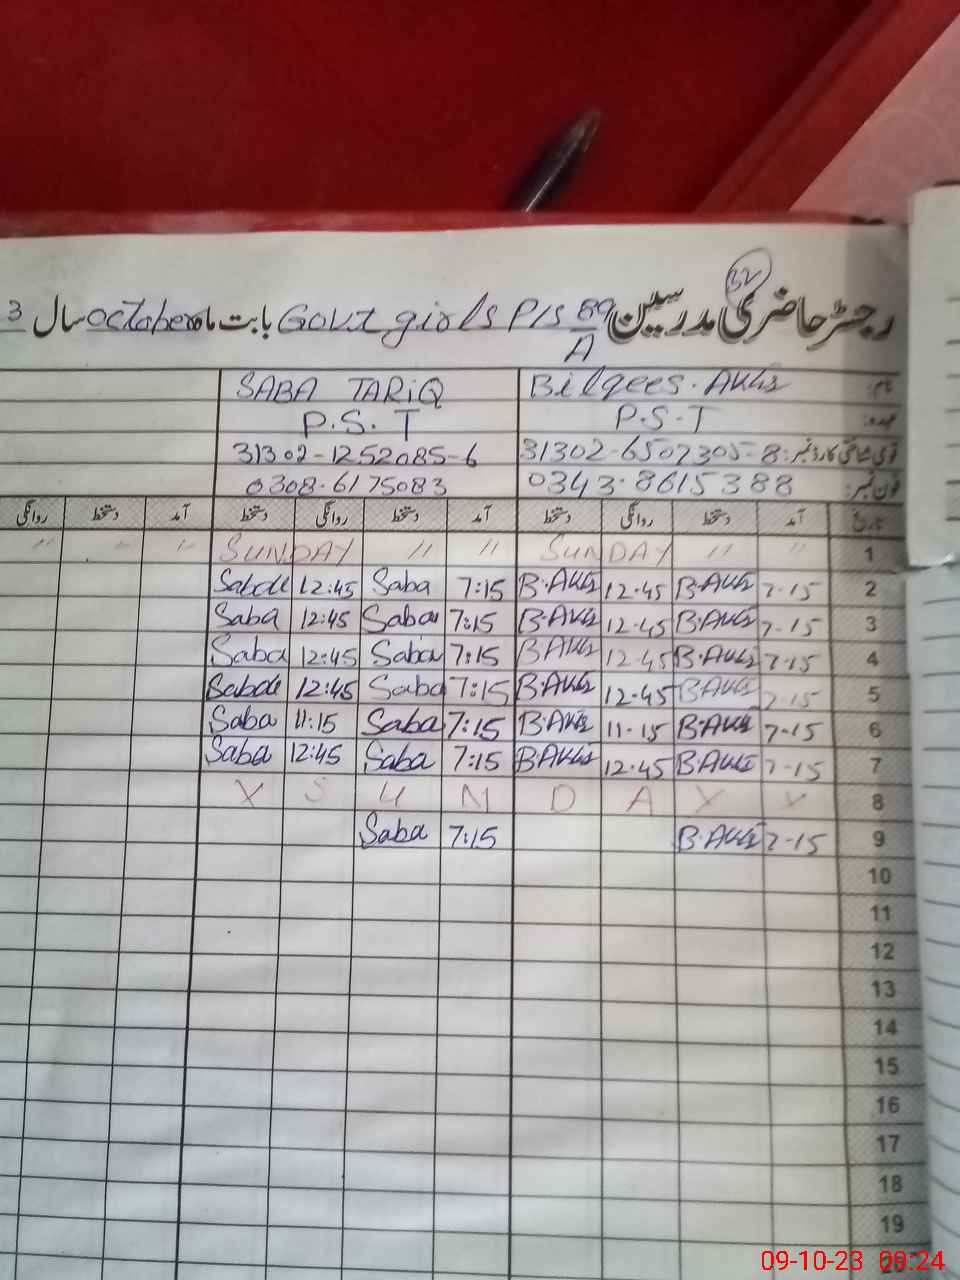 32
رجسٹر حاضری مدرسین Govt girls P/S 89/A بابت ماہ october سال 3
نام: Bilqees. Akhs SABA TARIQ
عہدہ: P.S.T P.S.T
قومی شناختی کارڈ نمبر: 31302-6507305-8 31302-1252085-6
فون نمبر: 0343.8615388 0308.6175083
تاریخ آمد دستخط روانگی دستخط آمد دستخط روانگی دستخط آمد دستخط روانگی
1 " " SUNDAY " " SUNDAY " " "
2 7-15 B.Akhs 12.45 B.Akhs 7:15 Saba 12:45 Saba
3 7-15 B.Akhs 12.45 B.Akhs 7:15 Saba 12:45 Saba
4 7-15 B.Akhs 12.45 B.Akhs 7:15 Saba 12:45 Saba
5 7-15 B.Akhs 12.45 B.Akhs 7:15 Saba 12:45 Saba
6 7-15 B.Akhs 11-15 B.Akhs 7:15 Saba 11:15 Saba
7 7-15 B.Akhs 12.45 B.Akhs 7:15 Saba 12:45 Saba
8 X S U N D A Y Y
9 7-15 B.Akhs 7:15 Saba
10
11
12
13
14
15
16
17
18
19
09-10-23 09:24